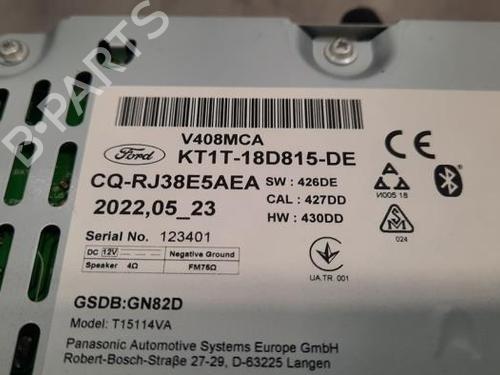 B-PARTS
V408MCA
Ford KT1T-18D815-DE
CQ-RJ38E5AEA SW : 426DE
CAL : 427DD
2022,05_23 HW : 430DD
И005 18
Serial No. 123401
S M
024
DC 12V Negative Ground
Speaker 4Ω FM75Ω
UA.TR. 001
GSDB:GN82D
Model: T15114VA
Panasonic Automotive Systems Europe GmbH
Robert-Bosch-Straße 27-29, D-63225 Langen